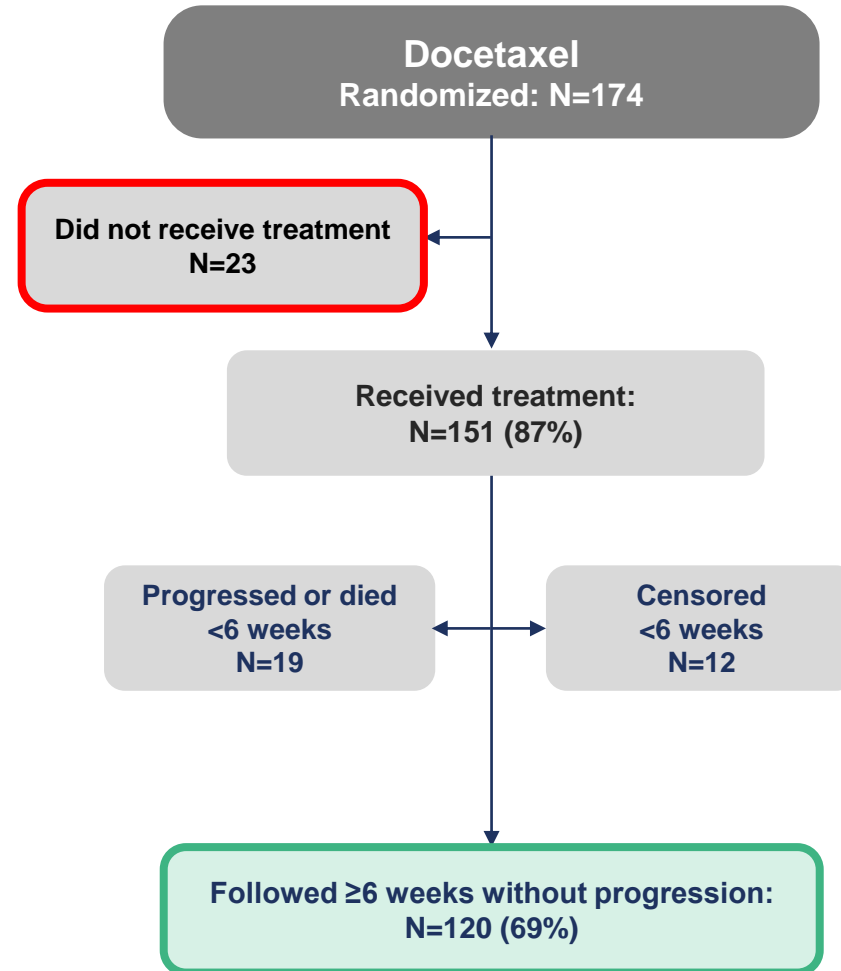 Docetaxel
Randomized: N=174
Did not receive treatment
N=23
Received treatment:
N=151 (87%)
Progressed or died
<6 weeks
N=19
Censored
<6 weeks
N=12
Followed ≥6 weeks without progression:
N=120 (69%)